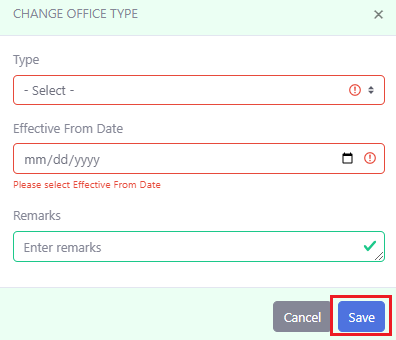 CHANGE OFFICE TYPE ×
Type
- Select -
Effective From Date
mm/dd/yyyy
Please select Effective From Date
Remarks
Enter remarks
Cancel Save